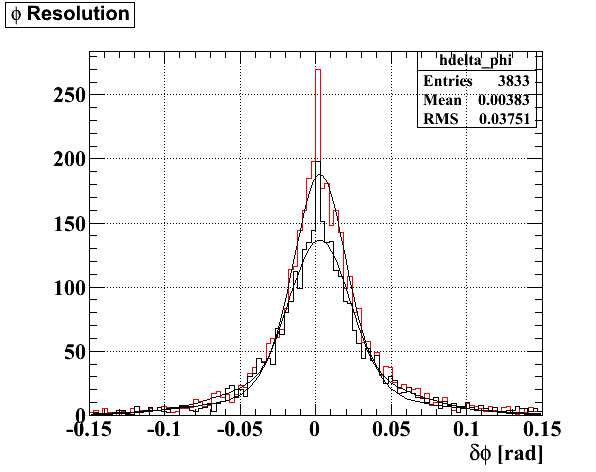 ϕ Resolution
hdelta_phi
Entries 3833
Mean 0.00383
RMS 0.03751
250
200
150
100
50
0
-0.15 -0.1 -0.05 0 0.05 0.1 0.15
δϕ [rad]